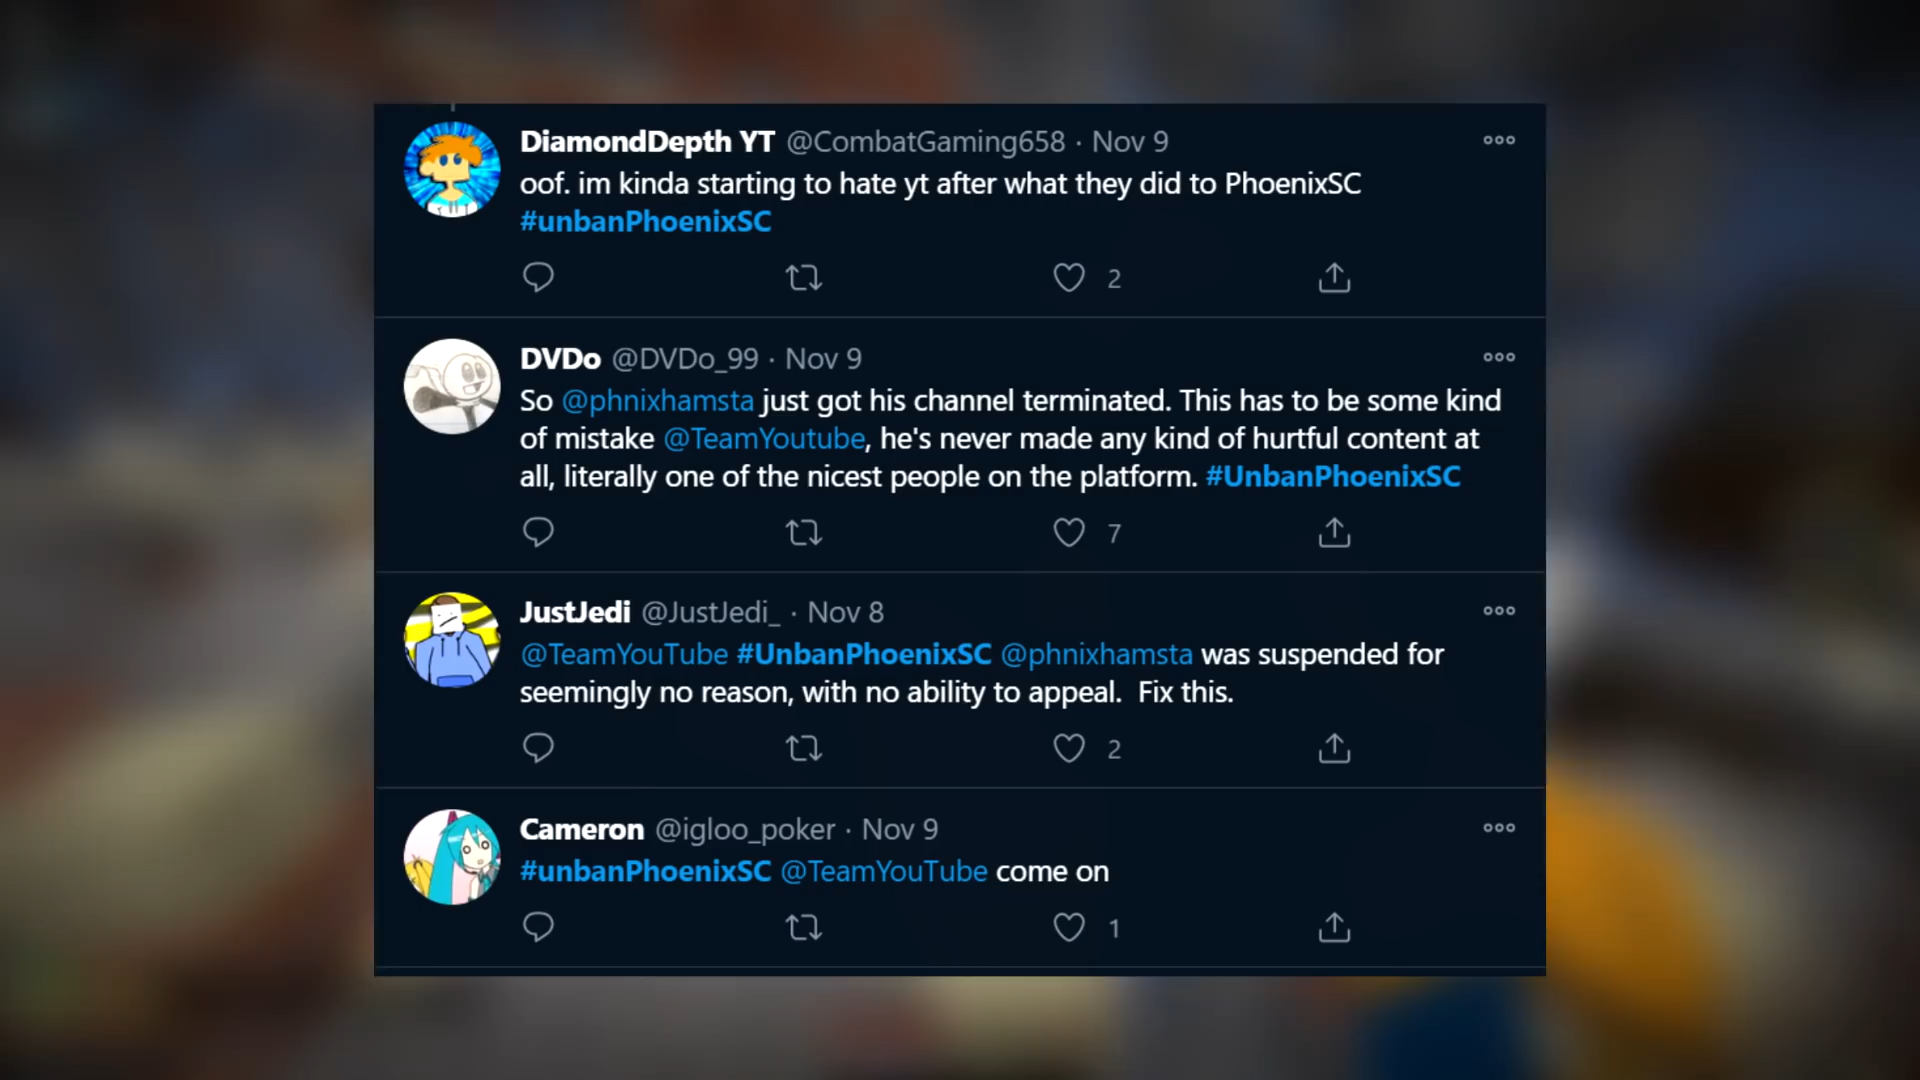 DiamondDepth YT @CombatGaming658 · Nov 9
oof. im kinda starting to hate yt after what they did to PhoenixSC
#unbanPhoenixSC
2
DVDo @DVDo_99 · Nov 9
So @phnixhamsta just got his channel terminated. This has to be some kind
of mistake @TeamYoutube, he's never made any kind of hurtful content at
all, literally one of the nicest people on the platform. #UnbanPhoenixSC
7
JustJedi @JustJedi_ · Nov 8
@TeamYouTube #UnbanPhoenixSC @phnixhamsta was suspended for
seemingly no reason, with no ability to appeal.  Fix this.
2
Cameron @igloo_poker · Nov 9
#unbanPhoenixSC @TeamYouTube come on
1